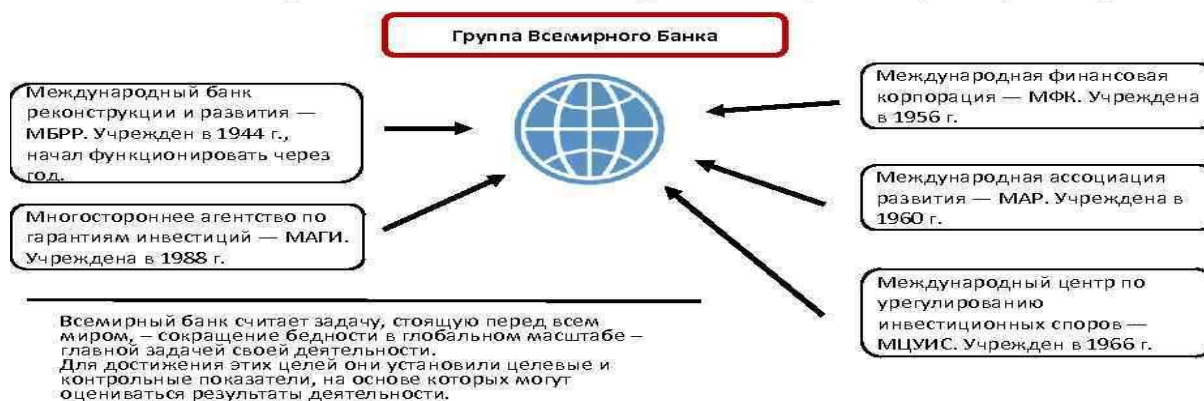 Группа Всемирного Банка
Международный банк
реконструкции и развития —
МБРР. Учрежден в 1944 г.,
начал функционировать через
год.
Многостороннее агентство по
гарантиям инвестиций — МАГИ.
Учреждена в 1988 г.
Международная финансовая
корпорация — МФК. Учреждена
в 1956 г.
Международная ассоциация
развития — МАР. Учреждена в
1960 г.
Международный центр по
урегулированию
инвестиционных споров —
МЦУИС. Учрежден в 1966 г.
Всемирный банк считает задачу, стоящую перед всем
миром, – сокращение бедности в глобальном масштабе –
главной задачей своей деятельности.
Для достижения этих целей они установили целевые и
контрольные показатели, на основе которых могут
оцениваться результаты деятельности.